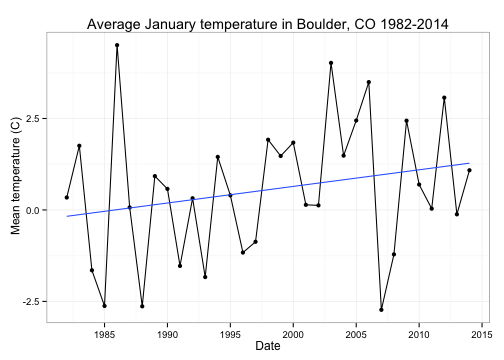 Average January temperature in Boulder, CO 1982-2014
Mean temperature (C)
2.5
0.0
-2.5
1985 1990 1995 2000 2005 2010 2015
Date